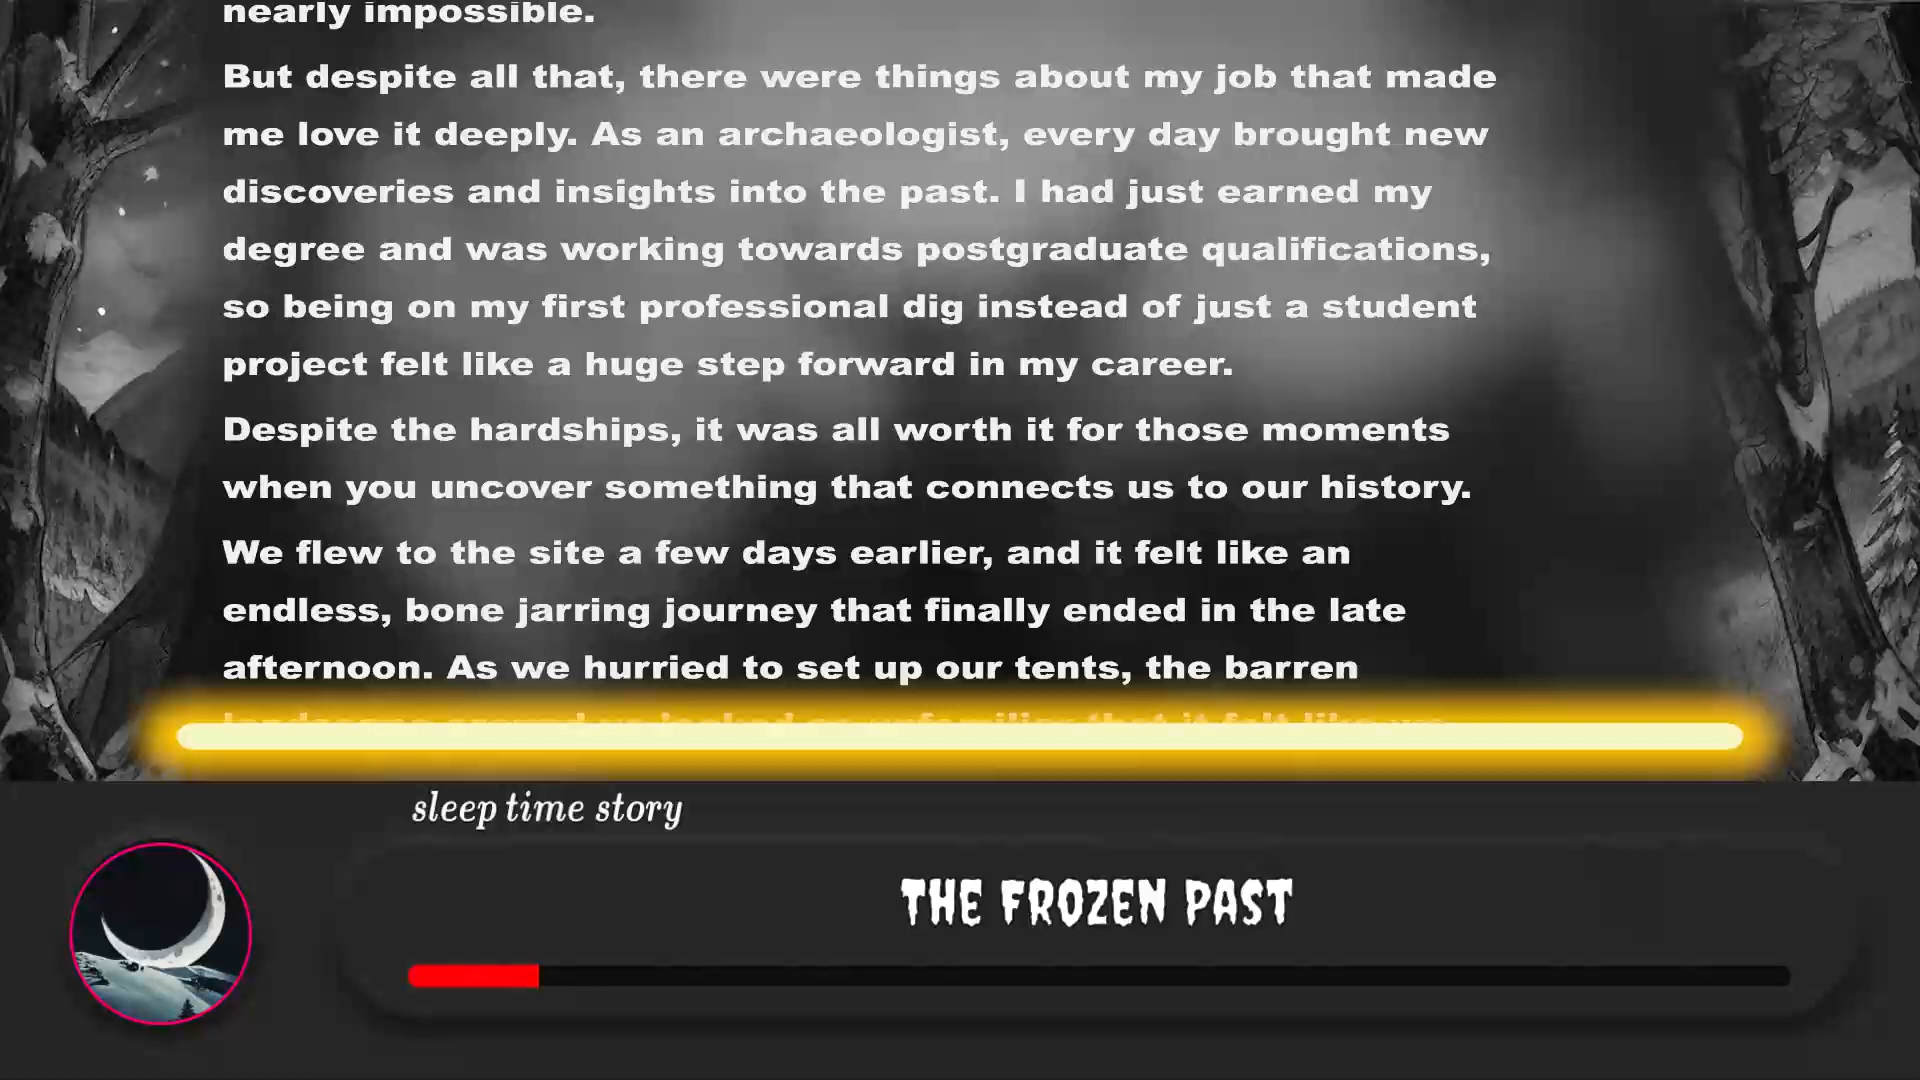 nearly impossible.
But despite all that, there were things about my job that made
me love it deeply. As an archaeologist, every day brought new
discoveries and insights into the past. I had just earned my
degree and was working towards postgraduate qualifications,
so being on my first professional dig instead of just a student
project felt like a huge step forward in my career.
Despite the hardships, it was all worth it for those moments
when you uncover something that connects us to our history.
We flew to the site a few days earlier, and it felt like an
endless, bone jarring journey that finally ended in the late
afternoon. As we hurried to set up our tents, the barren
sleep time story
THE FROZEN PAST